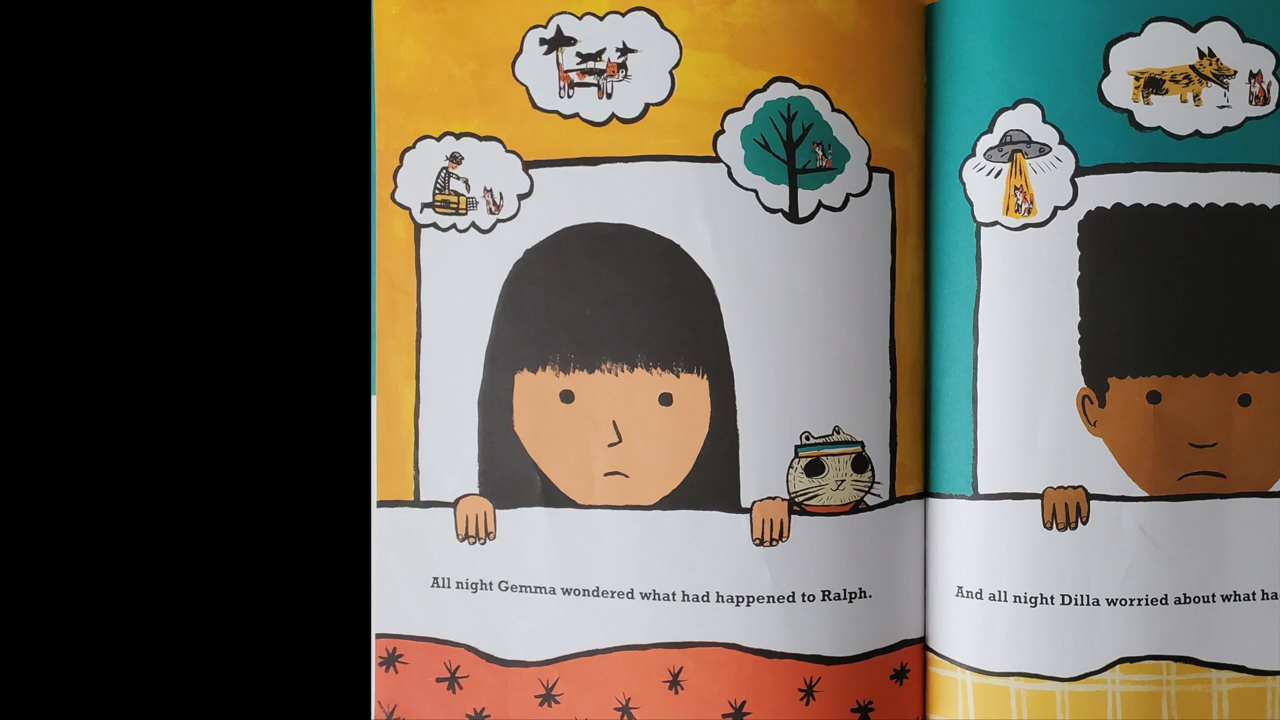 All night Gemma wondered what had happened to Ralph.
And all night Dilla worried about what ha